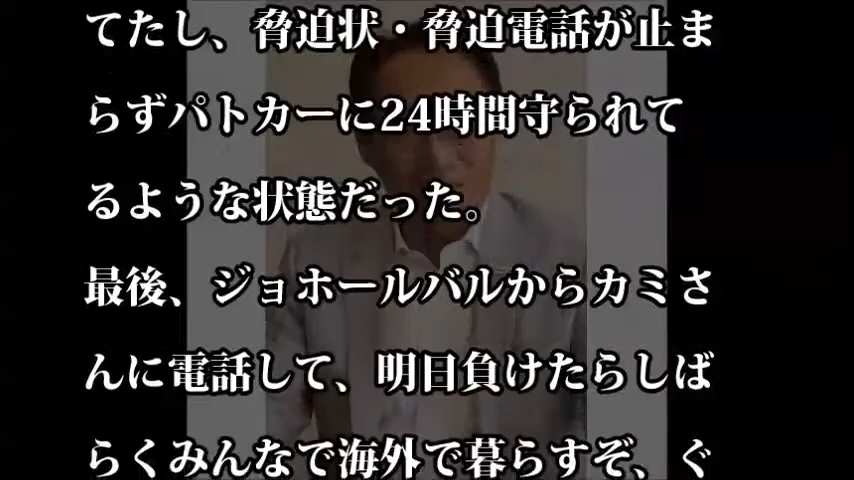 てたし、脅迫状・脅迫電話が止ま
らずパトカーに24時間守られて
るような状態だった。
最後、ジョホールバルからカミさ
んに電話して、明日負けたらしば
らくみんなで海外で暮らすぞ、ぐ